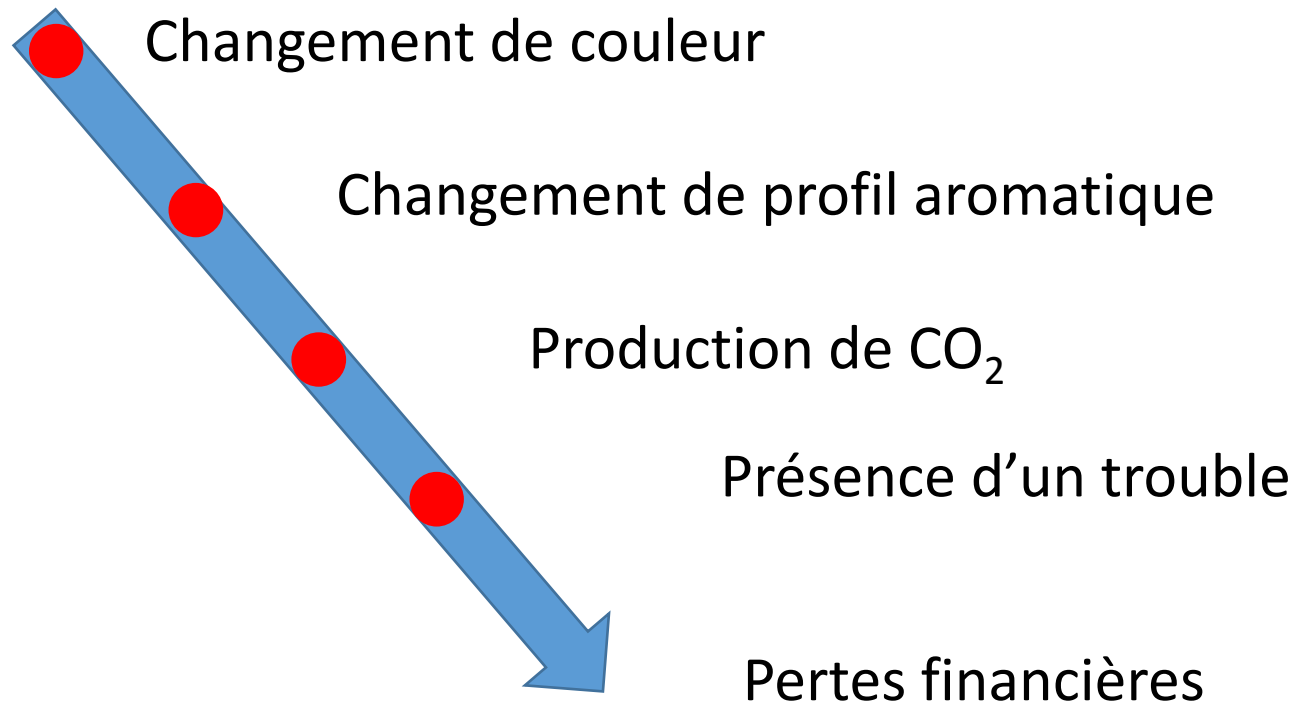 Changement de couleur
Changement de profil aromatique
Production de CO₂
Présence d’un trouble
Pertes financières